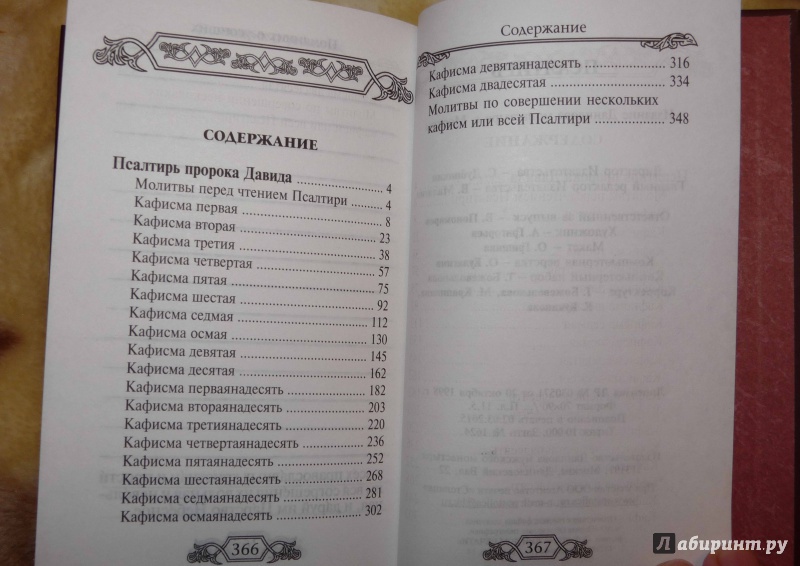 СОДЕРЖАНИЕ
Псалтирь пророка Давида ................ 4
Молитвы перед чтением Псалтири ..... 4
Кафисма первая ................ 8
Кафисма вторая ................ 23
Кафисма третия ................ 38
Кафисма четвертая ................ 57
Кафисма пятая ................ 75
Кафисма шестая ................ 92
Кафисма седмая ................ 112
Кафисма осмая ................ 130
Кафисма девятая ................ 145
Кафисма десятая ................ 162
Кафисма перваянадесять ................ 182
Кафисма втораянадесять ................ 203
Кафисма третияна­десять ................ 220
Кафисма четвертаянадесять ................ 236
Кафисма пятаянадесять ................ 252
Кафисма шестаянадесять ................ 268
Кафисма седмаянадесять ................ 281
Кафисма осмаянадесять ................ 302
366
Содержание
Кафисма девятаянадесять ................ 316
Кафисма двадесятая ................ 334
Молитвы по совершении нескольких
кафисм или всей Псалтири ................ 348
367
Лабиринт.ру